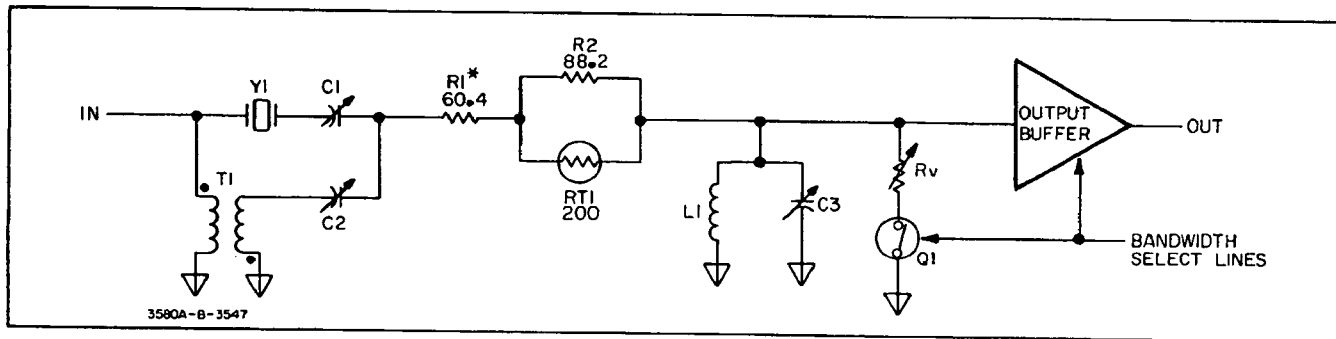 IN
Y1
C1
R1*
60.4
R2
88.2
RT1
200
T1
C2
L1
C3
Rv
Q1
OUTPUT
BUFFER
OUT
BANDWIDTH
SELECT LINES
3580A-B-3547